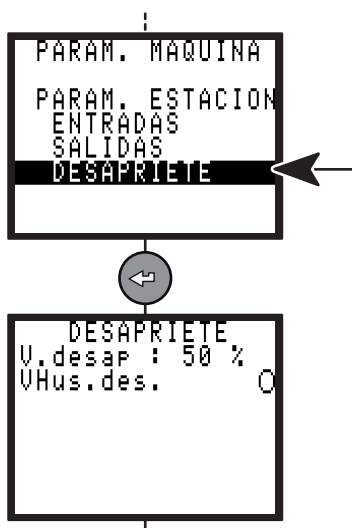 PARAM. MAQUINA
PARAM. ESTACION
ENTRADAS
SALIDAS
DESAPRIETE
DESAPRIETE
V.desap : 50 %
VHus.des. O